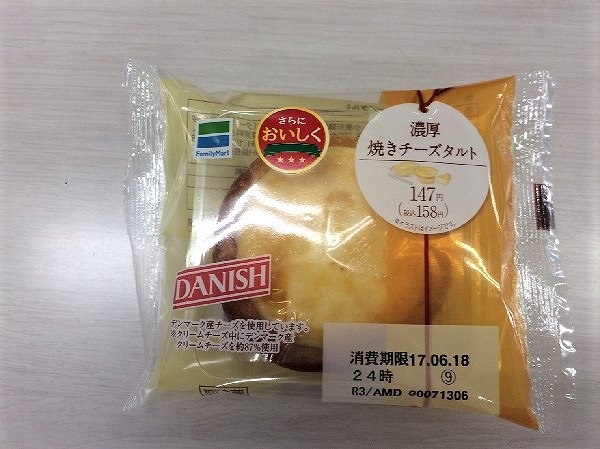 FamilyMart
さらに
おいしく
濃厚
焼きチーズタルト
147円
(税込158円)
※イラストはイメージです。
DANISH
デンマーク産チーズを使用しています。
※クリームチーズ中にデンマーク産
クリームチーズを約87%使用
消費期限17.06.18
24時 ⑨
R3/AMD 00071306